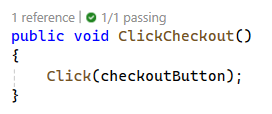 1 reference | 1/1 passing
public void ClickCheckout()
{
    Click(checkoutButton);
}